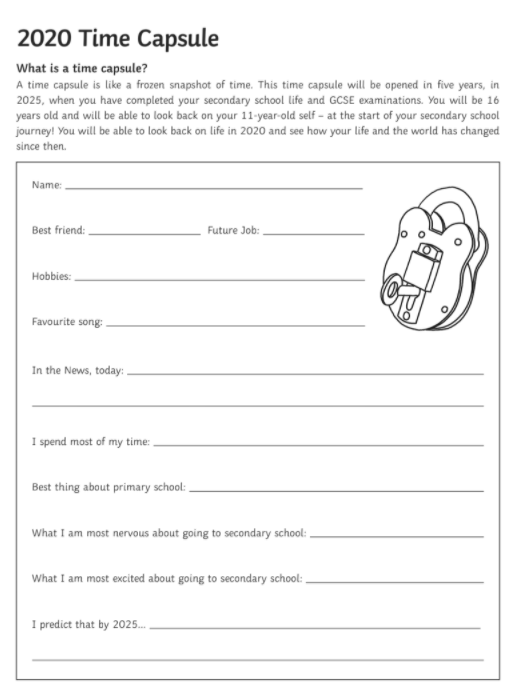 2020 Time Capsule
What is a time capsule?
A time capsule is like a frozen snapshot of time. This time capsule will be opened in five years, in
2025, when you have completed your secondary school life and GCSE examinations. You will be 16
years old and will be able to look back on your 11-year-old self – at the start of your secondary school
journey! You will be able to look back on life in 2020 and see how your life and the world has changed
since then.
Name:
Best friend: Future Job:
Hobbies:
Favourite song:
In the News, today:
I spend most of my time:
Best thing about primary school:
What I am most nervous about going to secondary school:
What I am most excited about going to secondary school:
I predict that by 2025...